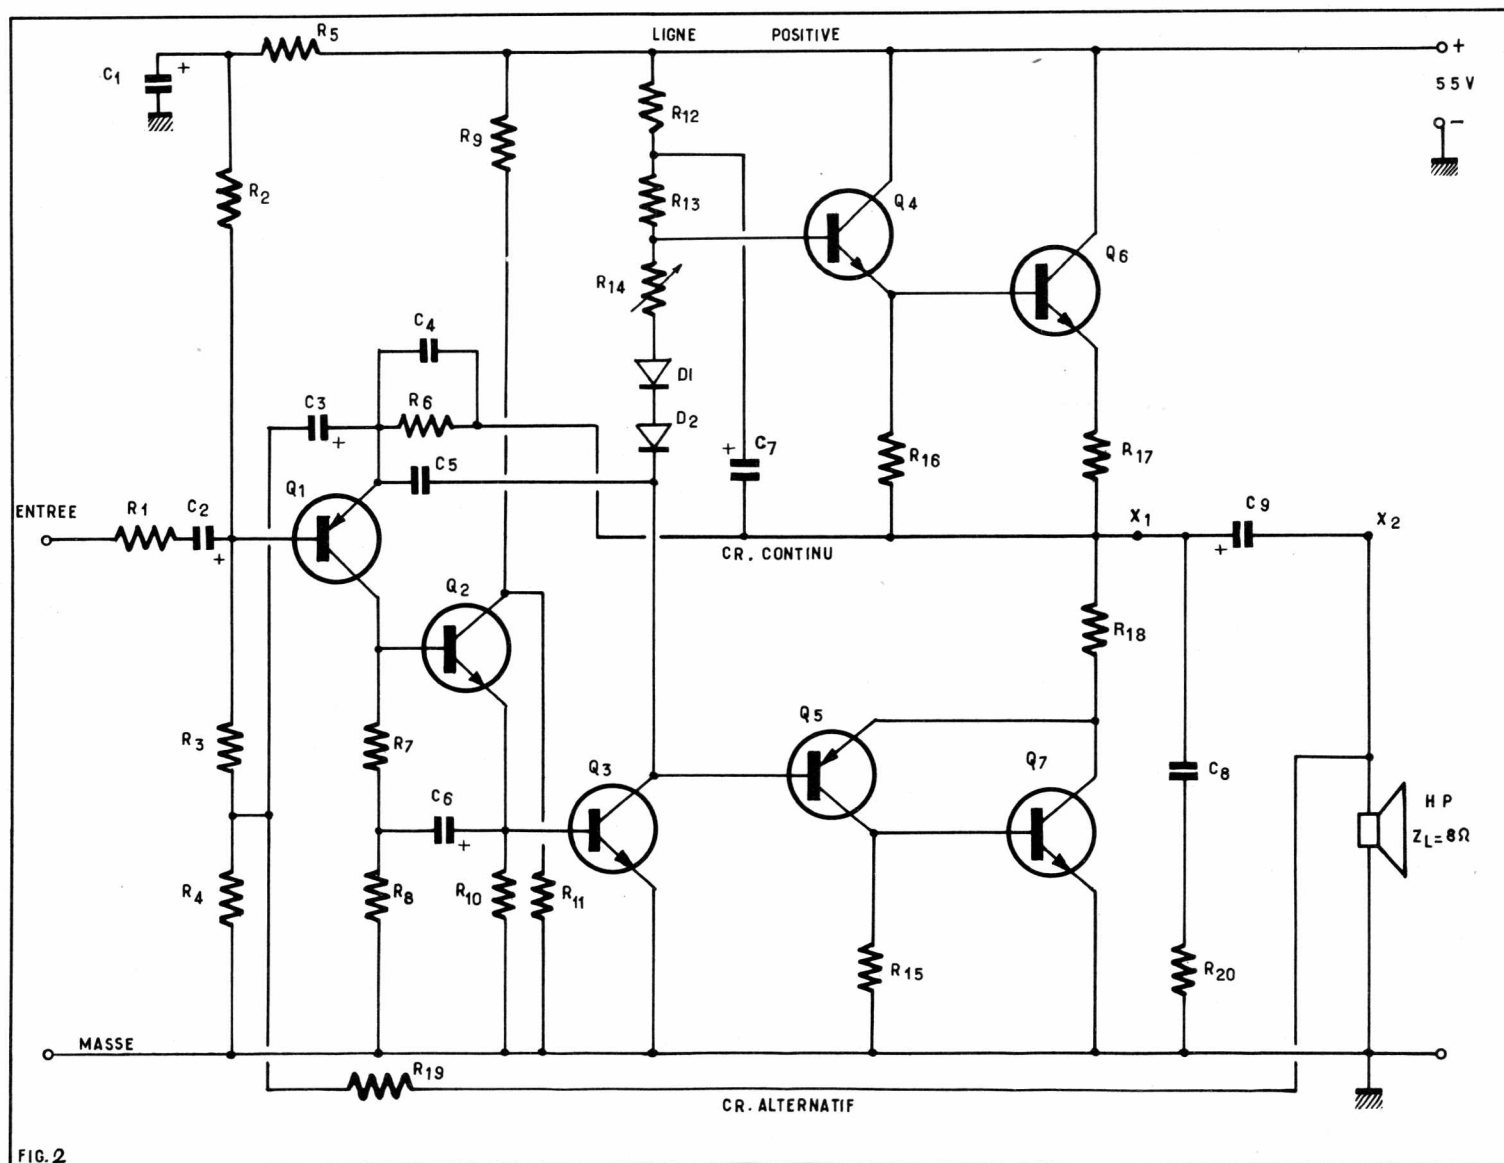 R5
LIGNE POSITIVE
+
C1
+
55V
R12
R9
-
R2
R13
Q4
Q6
R14
C4
D1
C3
R6
D2
+
C5
+
C7
R16
R17
Q1
ENTREE
R1
C2
+
X1
C9
X2
+
CR. CONTINU
Q2
R18
Q5
R3
R7
Q3
Q7
C6
C8
HP
ZL=8Ω
+
R4
R8
R10
R11
R15
R20
MASSE
R19
CR. ALTERNATIF
FIG. 2